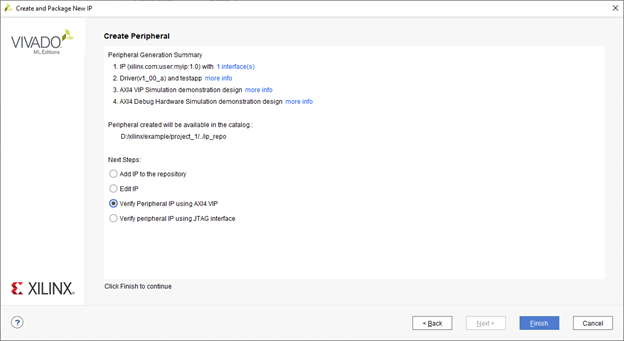 Create and Package New IP
VIVADO
ML Editions
Create Peripheral
Peripheral Generation Summary
1. IP (xilinx.com:user:myip:1.0) with 1 interface(s)
2. Driver(v1_00_a) and testapp more info
3. AXI4 VIP Simulation demonstration design more info
4. AXI4 Debug Hardware Simulation demonstration design more info
Peripheral created will be available in the catalog :
D:/xilinx/example/project_1/../ip_repo
Next Steps:
Add IP to the repository
Edit IP
Verify Peripheral IP using AXI4 VIP
Verify peripheral IP using JTAG interface
XILINX
Click Finish to continue
?
< Back
Next >
Finish
Cancel